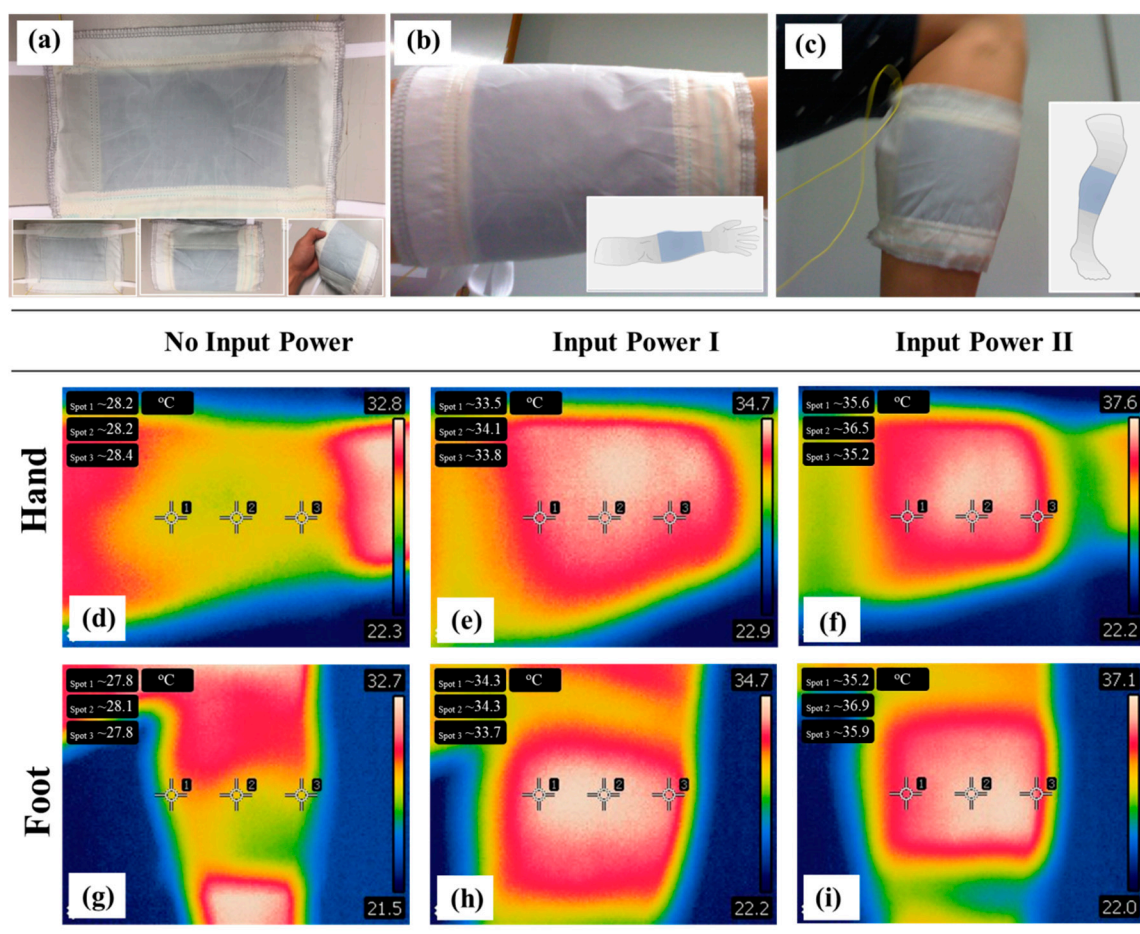 (a)
(b)
(c)
No Input Power
Input Power I
Input Power II
Hand
Spot 1 ~28.2 °C
Spot 2 ~28.2
Spot 3 ~28.4
32.8
1 2 3
(d)
22.3
Spot 1 ~33.5 °C
Spot 2 ~34.1
Spot 3 ~33.8
34.7
1 2 3
(e)
22.9
Spot 1 ~35.6 °C
Spot 2 ~36.5
Spot 3 ~35.2
37.6
1 2 3
(f)
22.2
Foot
Spot 1 ~27.8 °C
Spot 2 ~28.1
Spot 3 ~27.8
32.7
1 2 3
(g)
21.5
Spot 1 ~34.3 °C
Spot 2 ~34.3
Spot 3 ~33.7
34.7
1 2 3
(h)
22.2
Spot 1 ~35.2 °C
Spot 2 ~36.9
Spot 3 ~35.9
37.1
1 2 3
(i)
22.0